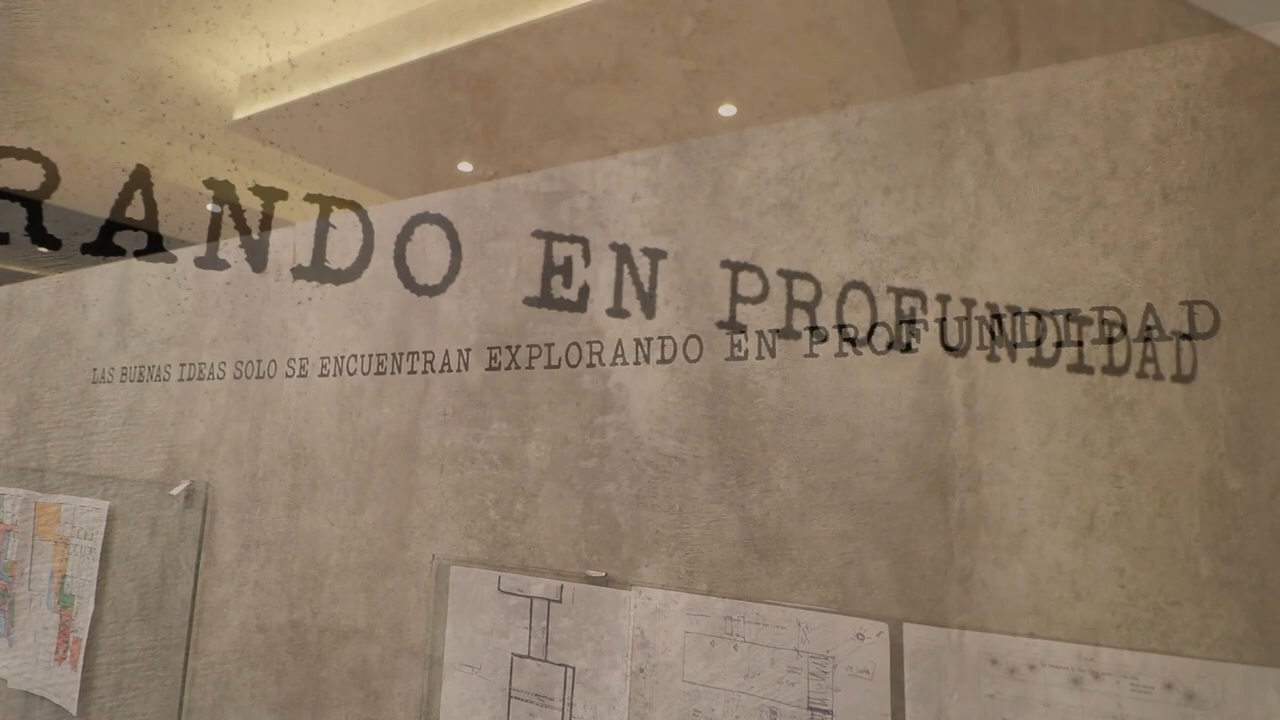 RANDO EN PROFUNDIDAD
LAS BUENAS IDEAS SOLO SE ENCUENTRAN EXPLORANDO EN PROFUNDIDAD